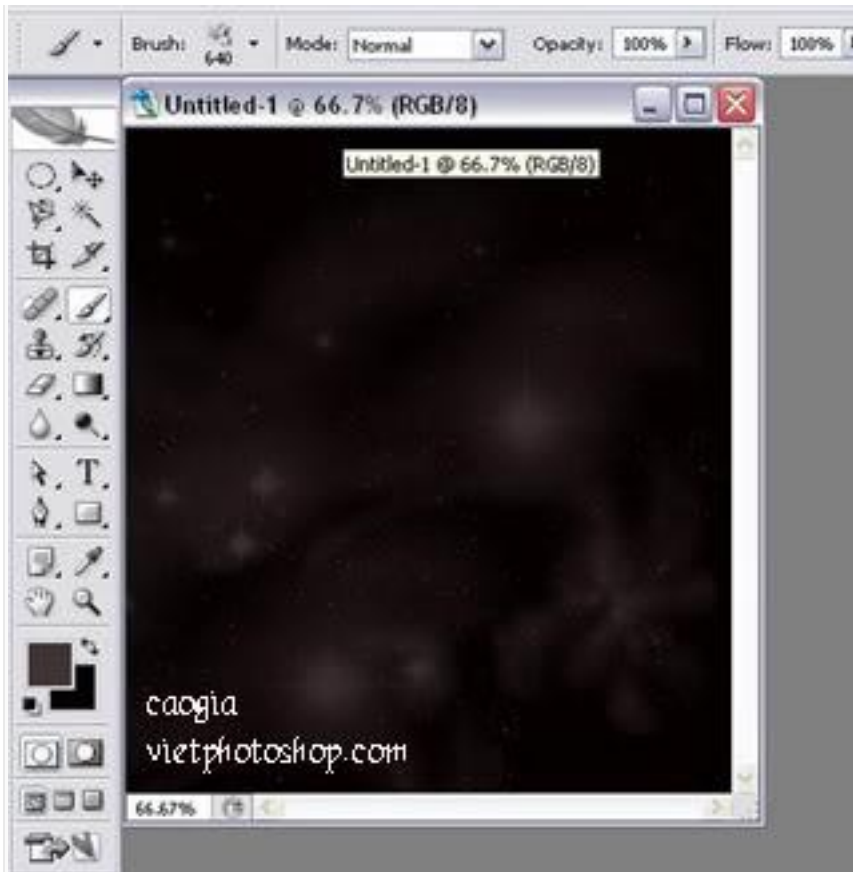 Brush: 640 Mode: Normal Opacity: 100% Flow: 100%
Untitled-1 @ 66.7% (RGB/8)
Untitled-1 @ 66.7% (RGB/8)
T
caogia
vietphotoshop.com
66.67%